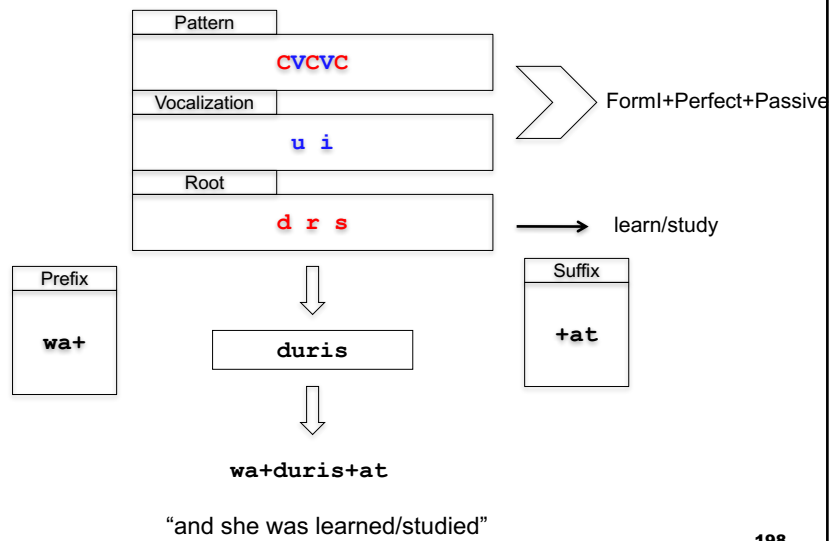 Pattern
CVCVC
FormI+Perfect+Passive
Vocalization
u i
Root
d r s
learn/study
Prefix
wa+
Suffix
+at
duris
wa+duris+at
“and she was learned/studied”
198